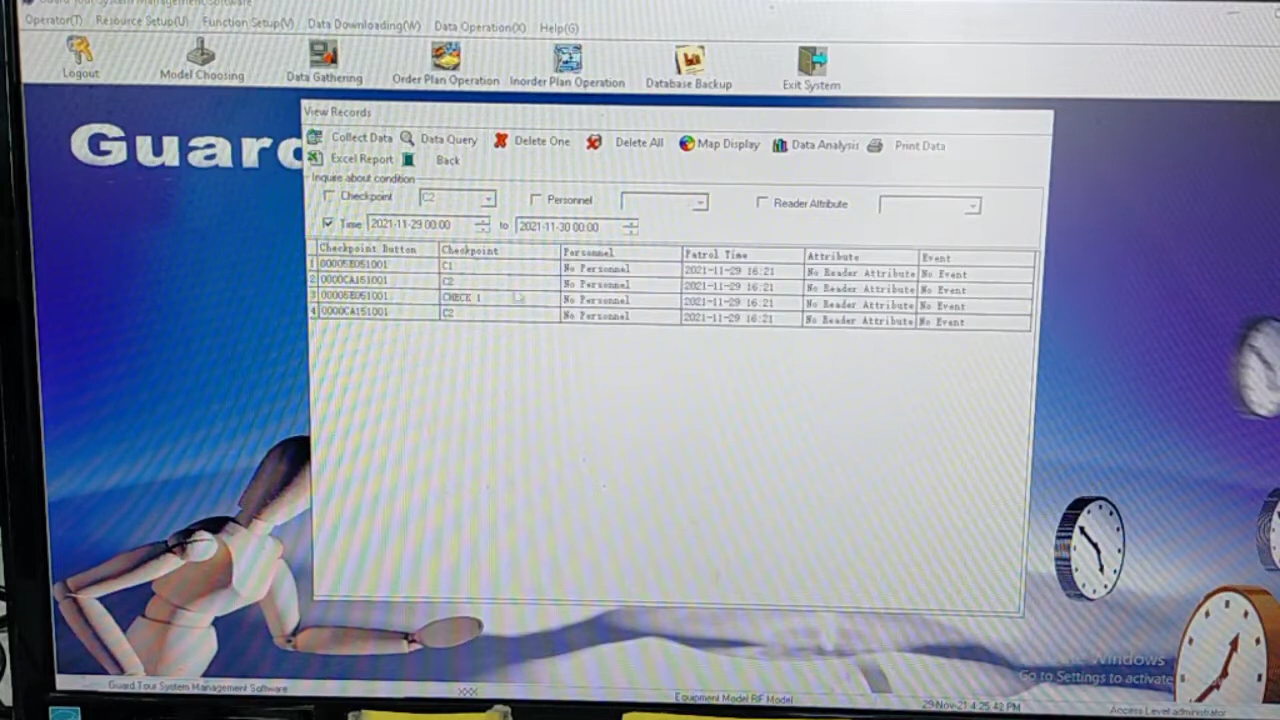 Guard Tour System Management Software
Operator(T) Resource Setup(U) Function Setup(V) Data Downloading(W) Data Operation(X) Help(G)
Logout Model Choosing Data Gathering Order Plan Operation Inorder Plan Operation Database Backup Exit System
Guard
View Records
Collect Data Data Query Delete One Delete All Map Display Data Analysis Print Data
Excel Report Back
Inquire about condition
Checkpoint C2 Personnel Reader Attribute
Time 2021-11-29 00:00 to 2021-11-30 00:00
Checkpoint Button Checkpoint Personnel Patrol Time Attribute Event
1 00005E051001 C1 No Personnel 2021-11-29 16:21 No Reader Attribute No Event
2 0000CA151001 C2 No Personnel 2021-11-29 16:21 No Reader Attribute No Event
3 00005E051001 CHECK 1 No Personnel 2021-11-29 16:21 No Reader Attribute No Event
4 0000CA151001 C2 No Personnel 2021-11-29 16:21 No Reader Attribute No Event
Windows
Go to Settings to activate
Guard Tour System Management Software XXX Equipment Model RF Model 29-Nov-21 4:25:42 PM Access Level administrator